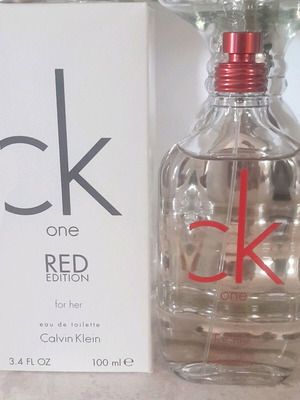 ck
one
RED
EDITION
for her
eau de toilette
Calvin Klein
3.4 FL OZ 100 ml e
ck
one